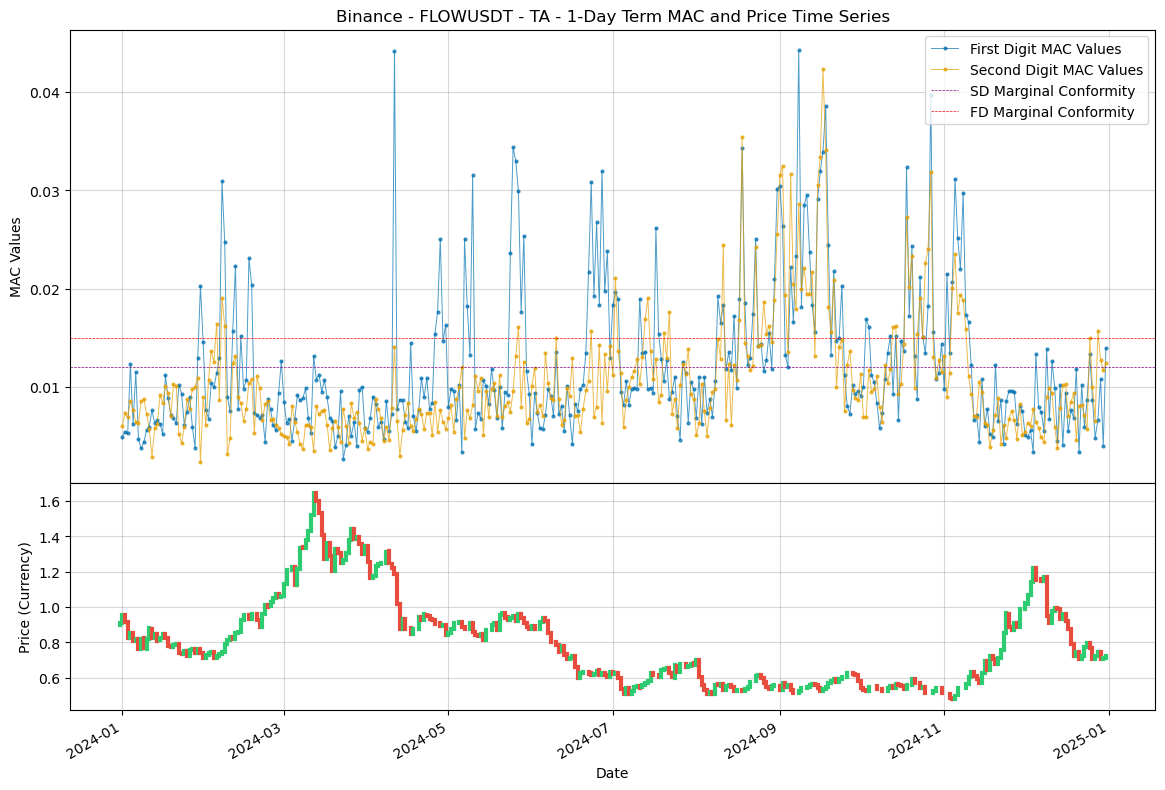 Binance - FLOWUSDT - TA - 1-Day Term MAC and Price Time Series
First Digit MAC Values
Second Digit MAC Values
SD Marginal Conformity
FD Marginal Conformity
MAC Values
0.04
0.03
0.02
0.01
Price (Currency)
1.6
1.4
1.2
1.0
0.8
0.6
2024-01
2024-03
2024-05
2024-07
2024-09
2024-11
2025-01
Date